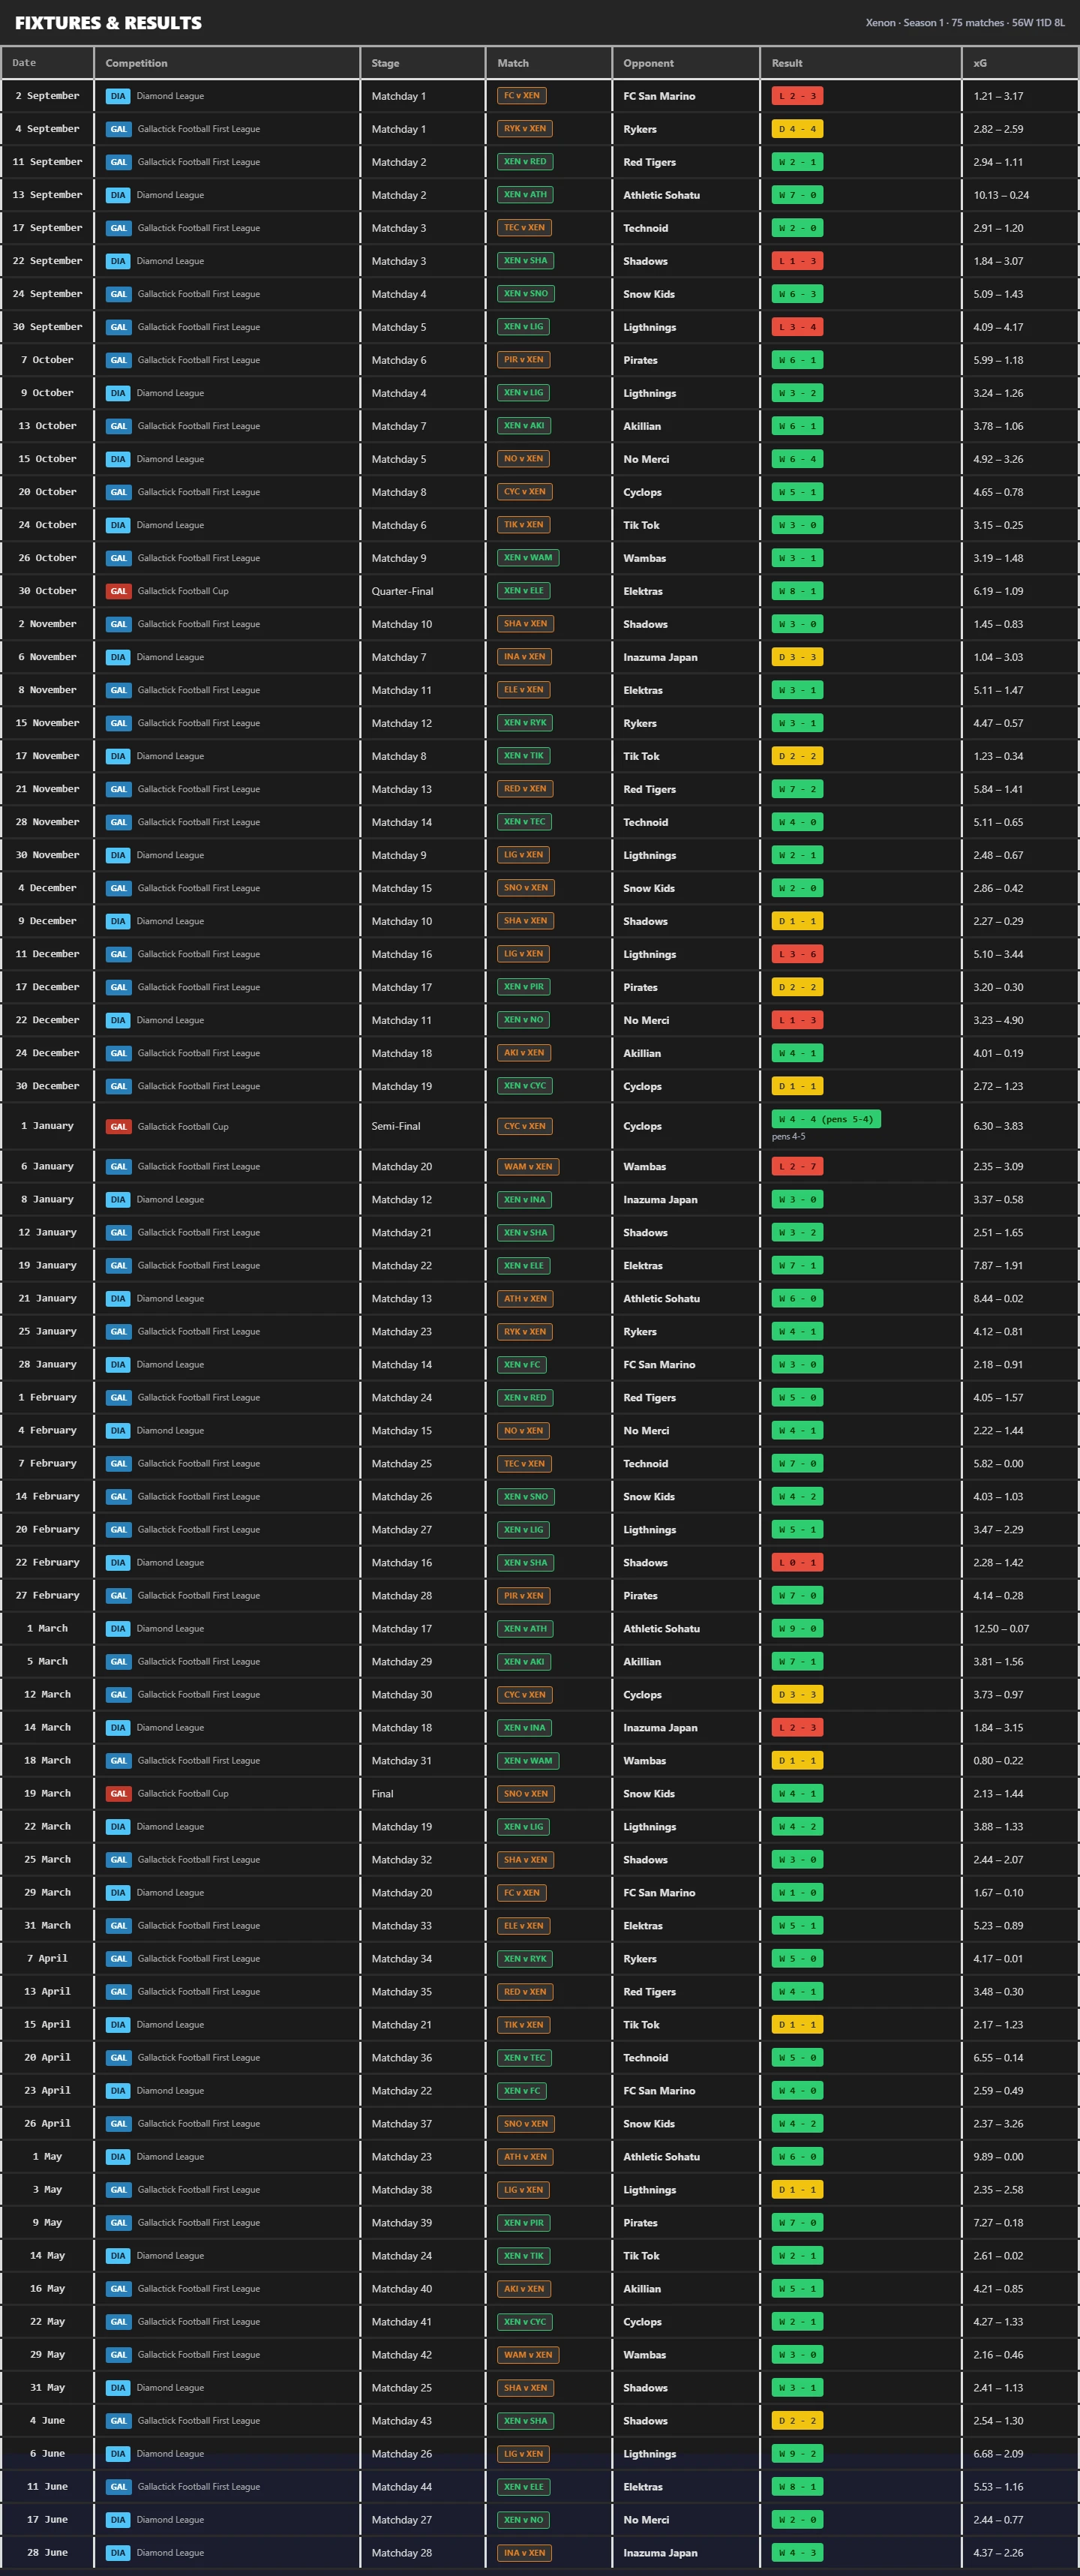 FIXTURES & RESULTS
Xenon · Season 1 · 75 matches · 56W 11D 8L
Date Competition Stage Match Opponent Result xG
2 September DIA Diamond League Matchday 1 FC v XEN FC San Marino L 2 - 3 1.21 – 3.17
4 September GAL Gallactick Football First League Matchday 1 RYK v XEN Rykers D 4 - 4 2.82 – 2.59
11 September GAL Gallactick Football First League Matchday 2 XEN v RED Red Tigers W 2 - 1 2.94 – 1.11
13 September DIA Diamond League Matchday 2 XEN v ATH Athletic Sohatu W 7 - 0 10.13 – 0.24
17 September GAL Gallactick Football First League Matchday 3 TEC v XEN Technoid W 2 - 0 2.91 – 1.20
22 September DIA Diamond League Matchday 3 XEN v SHA Shadows L 1 - 3 1.84 – 3.07
24 September GAL Gallactick Football First League Matchday 4 XEN v SNO Snow Kids W 6 - 3 5.09 – 1.43
30 September GAL Gallactick Football First League Matchday 5 XEN v LIG Ligthnings L 3 - 4 4.09 – 4.17
7 October GAL Gallactick Football First League Matchday 6 PIR v XEN Pirates W 6 - 1 5.99 – 1.18
9 October DIA Diamond League Matchday 4 XEN v LIG Ligthnings W 3 - 2 3.24 – 1.26
13 October GAL Gallactick Football First League Matchday 7 XEN v AKI Akillian W 6 - 1 3.78 – 1.06
15 October DIA Diamond League Matchday 5 NO v XEN No Merci W 6 - 4 4.92 – 3.26
20 October GAL Gallactick Football First League Matchday 8 CYC v XEN Cyclops W 5 - 1 4.65 – 0.78
24 October DIA Diamond League Matchday 6 TIK v XEN Tik Tok W 3 - 0 3.15 – 0.25
26 October GAL Gallactick Football First League Matchday 9 XEN v WAM Wambas W 3 - 1 3.19 – 1.48
30 October GAL Gallactick Football Cup Quarter-Final XEN v ELE Elektras W 8 - 1 6.19 – 1.09
2 November GAL Gallactick Football First League Matchday 10 SHA v XEN Shadows W 3 - 0 1.45 – 0.83
6 November DIA Diamond League Matchday 7 INA v XEN Inazuma Japan D 3 - 3 1.04 – 3.03
8 November GAL Gallactick Football First League Matchday 11 ELE v XEN Elektras W 3 - 1 5.11 – 1.47
15 November GAL Gallactick Football First League Matchday 12 XEN v RYK Rykers W 3 - 1 4.47 – 0.57
17 November DIA Diamond League Matchday 8 XEN v TIK Tik Tok D 2 - 2 1.23 – 0.34
21 November GAL Gallactick Football First League Matchday 13 RED v XEN Red Tigers W 7 - 2 5.84 – 1.41
28 November GAL Gallactick Football First League Matchday 14 XEN v TEC Technoid W 4 - 0 5.11 – 0.65
30 November DIA Diamond League Matchday 9 LIG v XEN Ligthnings W 2 - 1 2.48 – 0.67
4 December GAL Gallactick Football First League Matchday 15 SNO v XEN Snow Kids W 2 - 0 2.86 – 0.42
9 December DIA Diamond League Matchday 10 SHA v XEN Shadows D 1 - 1 2.27 – 0.29
11 December GAL Gallactick Football First League Matchday 16 LIG v XEN Ligthnings L 3 - 6 5.10 – 3.44
17 December GAL Gallactick Football First League Matchday 17 XEN v PIR Pirates D 2 - 2 3.20 – 0.30
22 December DIA Diamond League Matchday 11 XEN v NO No Merci L 1 - 3 3.23 – 4.90
24 December GAL Gallactick Football First League Matchday 18 AKI v XEN Akillian W 4 - 1 4.01 – 0.19
30 December GAL Gallactick Football First League Matchday 19 XEN v CYC Cyclops D 1 - 1 2.72 – 1.23
1 January GAL Gallactick Football Cup Semi-Final CYC v XEN Cyclops W 4 - 4 (pens 5-4) 6.30 – 3.83
pens 4-5
6 January GAL Gallactick Football First League Matchday 20 WAM v XEN Wambas L 2 - 7 2.35 – 3.09
8 January DIA Diamond League Matchday 12 XEN v INA Inazuma Japan W 3 - 0 3.37 – 0.58
12 January GAL Gallactick Football First League Matchday 21 XEN v SHA Shadows W 3 - 2 2.51 – 1.65
19 January GAL Gallactick Football First League Matchday 22 XEN v ELE Elektras W 7 - 1 7.87 – 1.91
21 January DIA Diamond League Matchday 13 ATH v XEN Athletic Sohatu W 6 - 0 8.44 – 0.02
25 January GAL Gallactick Football First League Matchday 23 RYK v XEN Rykers W 4 - 1 4.12 – 0.81
28 January DIA Diamond League Matchday 14 XEN v FC FC San Marino W 3 - 0 2.18 – 0.91
1 February GAL Gallactick Football First League Matchday 24 XEN v RED Red Tigers W 5 - 0 4.05 – 1.57
4 February DIA Diamond League Matchday 15 NO v XEN No Merci W 4 - 1 2.22 – 1.44
7 February GAL Gallactick Football First League Matchday 25 TEC v XEN Technoid W 7 - 0 5.82 – 0.00
14 February GAL Gallactick Football First League Matchday 26 XEN v SNO Snow Kids W 4 - 2 4.03 – 1.03
20 February GAL Gallactick Football First League Matchday 27 XEN v LIG Ligthnings W 5 - 1 3.47 – 2.29
22 February DIA Diamond League Matchday 16 XEN v SHA Shadows L 0 - 1 2.28 – 1.42
27 February GAL Gallactick Football First League Matchday 28 PIR v XEN Pirates W 7 - 0 4.14 – 0.28
1 March DIA Diamond League Matchday 17 XEN v ATH Athletic Sohatu W 9 - 0 12.50 – 0.07
5 March GAL Gallactick Football First League Matchday 29 XEN v AKI Akillian W 7 - 1 3.81 – 1.56
12 March GAL Gallactick Football First League Matchday 30 CYC v XEN Cyclops D 3 - 3 3.73 – 0.97
14 March DIA Diamond League Matchday 18 XEN v INA Inazuma Japan L 2 - 3 1.84 – 3.15
18 March GAL Gallactick Football First League Matchday 31 XEN v WAM Wambas D 1 - 1 0.80 – 0.22
19 March GAL Gallactick Football Cup Final SNO v XEN Snow Kids W 4 - 1 2.13 – 1.44
22 March DIA Diamond League Matchday 19 XEN v LIG Ligthnings W 4 - 2 3.88 – 1.33
25 March GAL Gallactick Football First League Matchday 32 SHA v XEN Shadows W 3 - 0 2.44 – 2.07
29 March DIA Diamond League Matchday 20 FC v XEN FC San Marino W 1 - 0 1.67 – 0.10
31 March GAL Gallactick Football First League Matchday 33 ELE v XEN Elektras W 5 - 1 5.23 – 0.89
7 April GAL Gallactick Football First League Matchday 34 XEN v RYK Rykers W 5 - 0 4.17 – 0.01
13 April GAL Gallactick Football First League Matchday 35 RED v XEN Red Tigers W 4 - 1 3.48 – 0.30
15 April DIA Diamond League Matchday 21 TIK v XEN Tik Tok D 1 - 1 2.17 – 1.23
20 April GAL Gallactick Football First League Matchday 36 XEN v TEC Technoid W 5 - 0 6.55 – 0.14
23 April DIA Diamond League Matchday 22 XEN v FC FC San Marino W 4 - 0 2.59 – 0.49
26 April GAL Gallactick Football First League Matchday 37 SNO v XEN Snow Kids W 4 - 2 2.37 – 3.26
1 May DIA Diamond League Matchday 23 ATH v XEN Athletic Sohatu W 6 - 0 9.89 – 0.00
3 May GAL Gallactick Football First League Matchday 38 LIG v XEN Ligthnings D 1 - 1 2.35 – 2.58
9 May GAL Gallactick Football First League Matchday 39 XEN v PIR Pirates W 7 - 0 7.27 – 0.18
14 May DIA Diamond League Matchday 24 XEN v TIK Tik Tok W 2 - 1 2.61 – 0.02
16 May GAL Gallactick Football First League Matchday 40 AKI v XEN Akillian W 5 - 1 4.21 – 0.85
22 May GAL Gallactick Football First League Matchday 41 XEN v CYC Cyclops W 2 - 1 4.27 – 1.33
29 May GAL Gallactick Football First League Matchday 42 WAM v XEN Wambas W 3 - 0 2.16 – 0.46
31 May DIA Diamond League Matchday 25 SHA v XEN Shadows W 3 - 1 2.41 – 1.13
4 June GAL Gallactick Football First League Matchday 43 XEN v SHA Shadows D 2 - 2 2.54 – 1.30
6 June DIA Diamond League Matchday 26 LIG v XEN Ligthnings W 9 - 2 6.68 – 2.09
11 June GAL Gallactick Football First League Matchday 44 XEN v ELE Elektras W 8 - 1 5.53 – 1.16
17 June DIA Diamond League Matchday 27 XEN v NO No Merci W 2 - 0 2.44 – 0.77
28 June DIA Diamond League Matchday 28 INA v XEN Inazuma Japan W 4 - 3 4.37 – 2.26